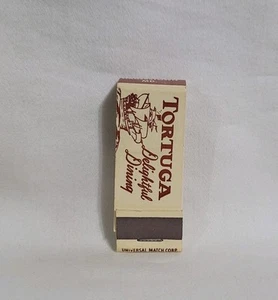 TORTUGA
Delightful
Dining
UNIVERSAL MATCH CORP.